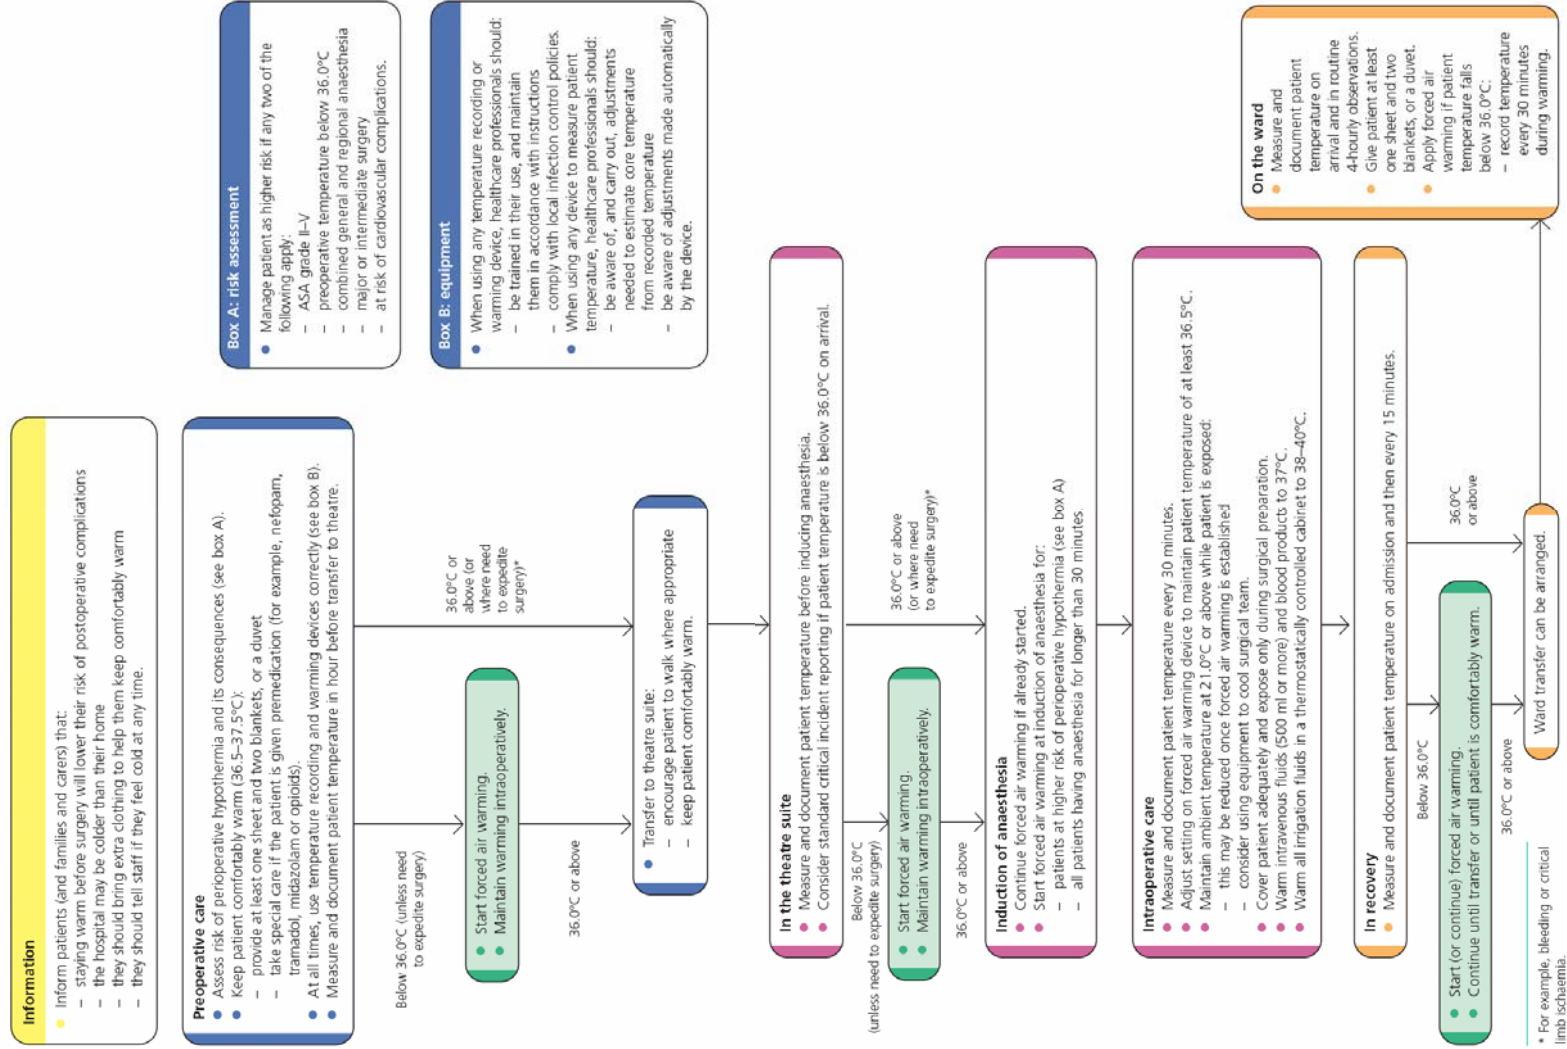 Information
Inform patients (and families and carers) that:
– staying warm before surgery will lower their risk of postoperative complications
– the hospital may be colder than their home
– they should bring extra clothing to help them keep comfortably warm
– they should tell staff if they feel cold at any time.
Preoperative care
Assess risk of perioperative hypothermia and its consequences (see box A).
Keep patient comfortably warm (36.5–37.5°C):
– provide at least one sheet and two blankets, or a duvet
– take special care if the patient is given premedication (for example, nefopam,
tramadol, midazolam or opioids).
At all times, use temperature recording and warming devices correctly (see box B).
Measure and document patient temperature in hour before transfer to theatre.
Box A: risk assessment
Manage patient as higher risk if any two of the
following apply:
– ASA grade II–V
– preoperative temperature below 36.0°C
– combined general and regional anaesthesia
– major or intermediate surgery
– at risk of cardiovascular complications.
Box B: equipment
When using any temperature recording or
warming device, healthcare professionals should:
– be trained in their use, and maintain
them in accordance with instructions
– comply with local infection control policies.
When using any device to measure patient
temperature, healthcare professionals should:
– be aware of, and carry out, adjustments
needed to estimate core temperature
from recorded temperature
– be aware of adjustments made automatically
by the device.
Below 36.0°C (unless need
to expedite surgery)
36.0°C or
above (or
where need
to expedite
surgery)*
Start forced air warming.
Maintain warming intraoperatively.
36.0°C or above
Transfer to theatre suite:
– encourage patient to walk where appropriate
– keep patient comfortably warm.
In the theatre suite
Measure and document patient temperature before inducing anaesthesia.
Consider standard critical incident reporting if patient temperature is below 36.0°C on arrival.
Below 36.0°C
(unless need to expedite surgery)
36.0°C or above
(or where need
to expedite surgery)*
Start forced air warming.
Maintain warming intraoperatively.
36.0°C or above
Induction of anaesthesia
Continue forced air warming if already started.
Start forced air warming at induction of anaesthesia for:
– patients at higher risk of perioperative hypothermia (see box A)
– all patients having anaesthesia for longer than 30 minutes.
Intraoperative care
Measure and document patient temperature every 30 minutes.
Adjust setting on forced air warming device to maintain patient temperature of at least 36.5°C.
Maintain ambient temperature at 21.0°C or above while patient is exposed:
– this may be reduced once forced air warming is established
– consider using equipment to cool surgical team.
Cover patient adequately and expose only during surgical preparation.
Warm intravenous fluids (500 ml or more) and blood products to 37°C.
Warm all irrigation fluids in a thermostatically controlled cabinet to 38–40°C.
In recovery
Measure and document patient temperature on admission and then every 15 minutes.
Below 36.0°C
36.0°C
or above
Start (or continue) forced air warming.
Continue until transfer or until patient is comfortably warm.
36.0°C or above
Ward transfer can be arranged.
On the ward
Measure and
document patient
temperature on
arrival and in routine
4-hourly observations.
Give patient at least
one sheet and two
blankets, or a duvet.
Apply forced air
warming if patient
temperature falls
below 36.0°C:
– record temperature
every 30 minutes
during warming.
* For example, bleeding or critical
limb ischaemia.